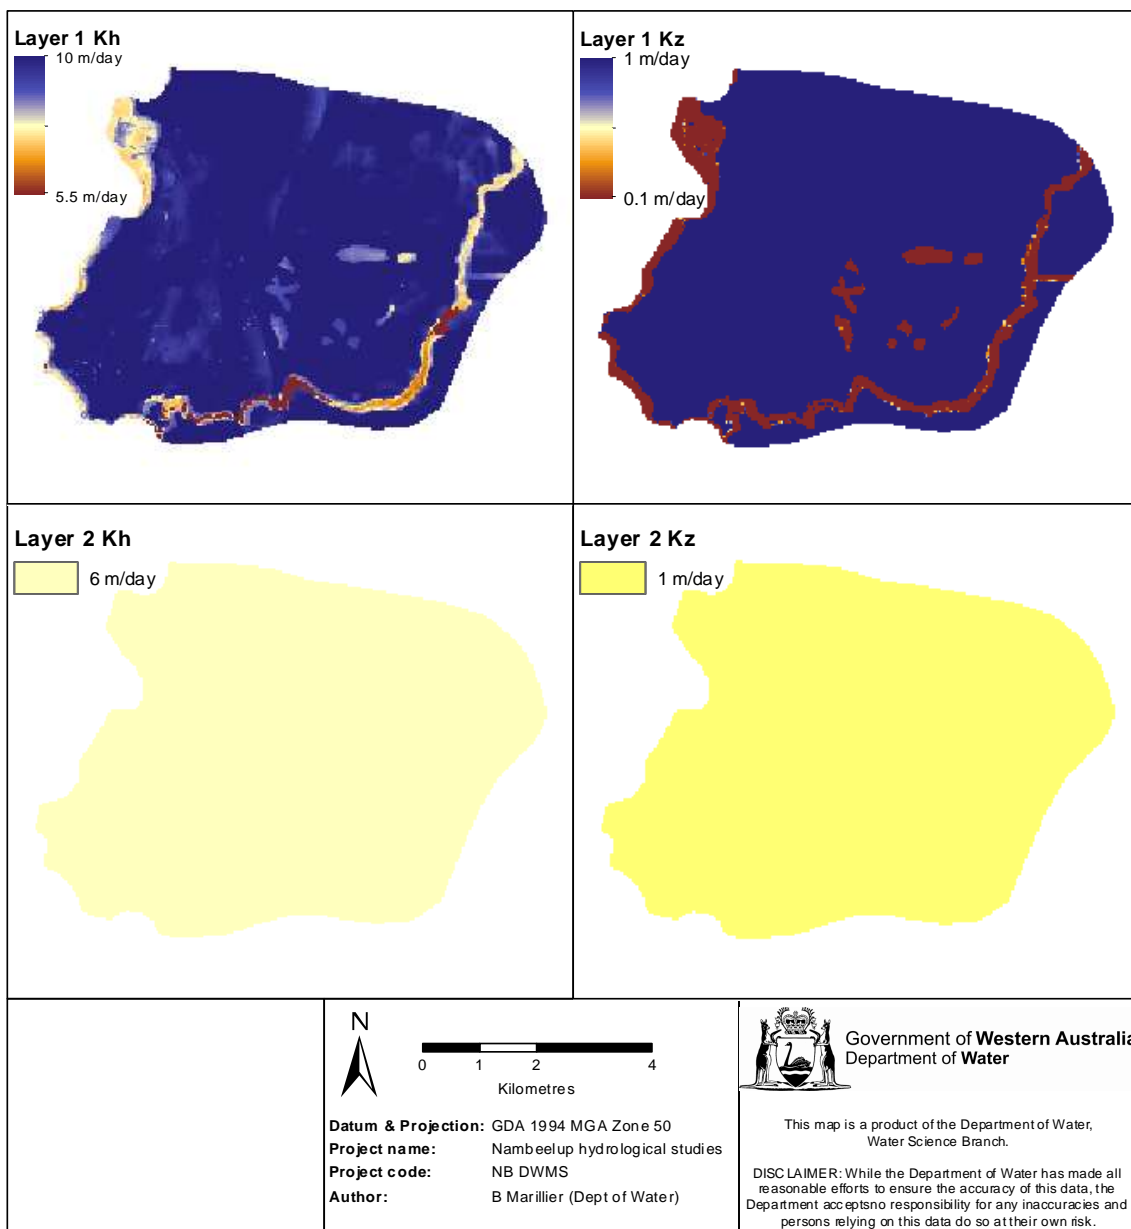 Layer 1 Kh
10 m/day
5.5 m/day
Layer 1 Kz
1 m/day
0.1 m/day
Layer 2 Kh
6 m/day
Layer 2 Kz
1 m/day
N
0 1 2 4
Kilometres
Datum & Projection: GDA 1994 MGA Zone 50
Project name: Nambeelup hydrological studies
Project code: NB DWMS
Author: B Marillier (Dept of Water)
Government of Western Australia
Department of Water
This map is a product of the Department of Water,
Water Science Branch.
DISCLAIMER: While the Department of Water has made all
reasonable efforts to ensure the accuracy of this data, the
Department acceptsno responsibility for any inaccuracies and
persons relying on this data do so at their own risk.